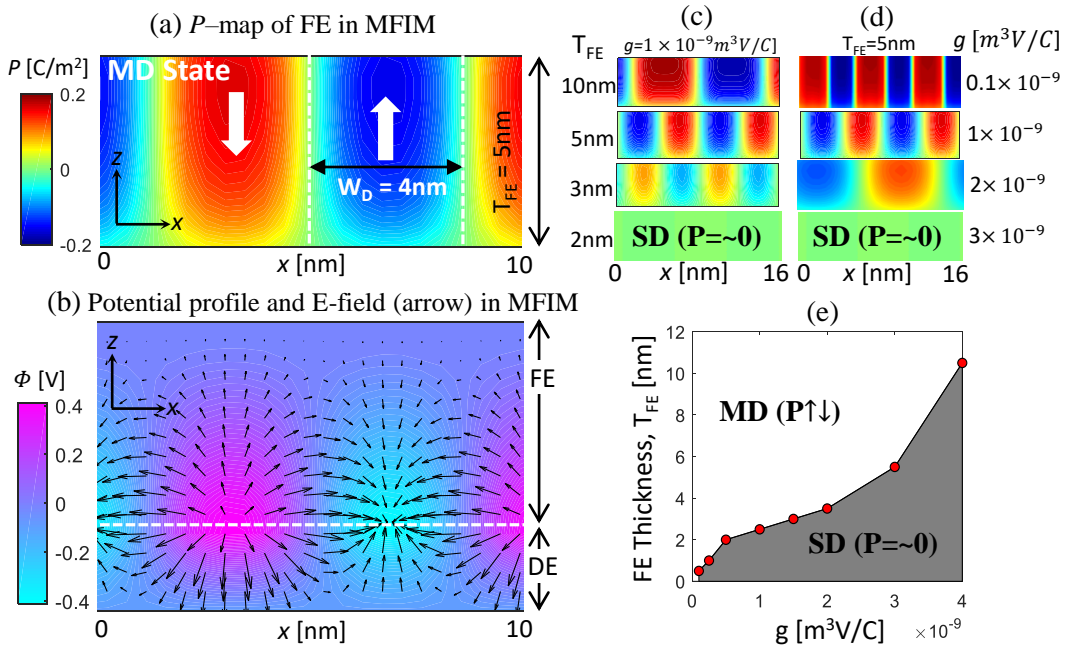 (a) P–map of FE in MFIM
P [C/m²]
0.2
0
-0.2
MD State
z
x
W_D = 4nm
T_FE = 5nm
0
x [nm]
10
(b) Potential profile and E-field (arrow) in MFIM
Φ [V]
0.4
0.2
0
-0.2
-0.4
z
x
FE
DE
0
x [nm]
10
(c)
T_FE
g=1 × 10⁻⁹m³V/C]
10nm
5nm
3nm
2nm
SD (P=~0)
0
x [nm]
16
(d)
T_FE=5nm
g [m³V/C]
0.1× 10⁻⁹
1× 10⁻⁹
2× 10⁻⁹
3× 10⁻⁹
SD (P=~0)
0
x [nm]
16
(e)
FE Thickness, T_FE [nm]
12
10
8
6
4
2
0
MD (P↑↓)
SD (P=~0)
0
1
2
3
4
g [m³V/C]
×10⁻⁹